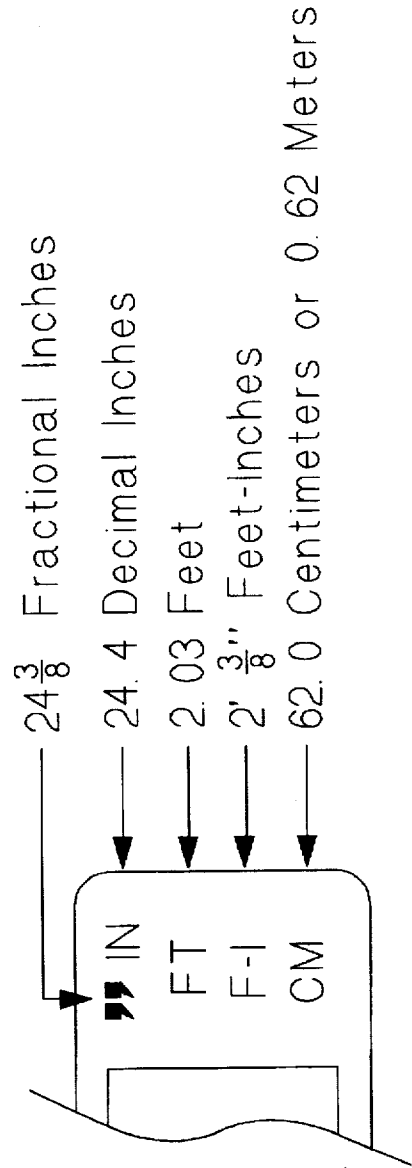 24 3/8 Fractional Inches
" IN
24.4 Decimal Inches
FT
2.03 Feet
F-I
2' 3/8" Feet-Inches
CM
62.0 Centimeters or 0.62 Meters